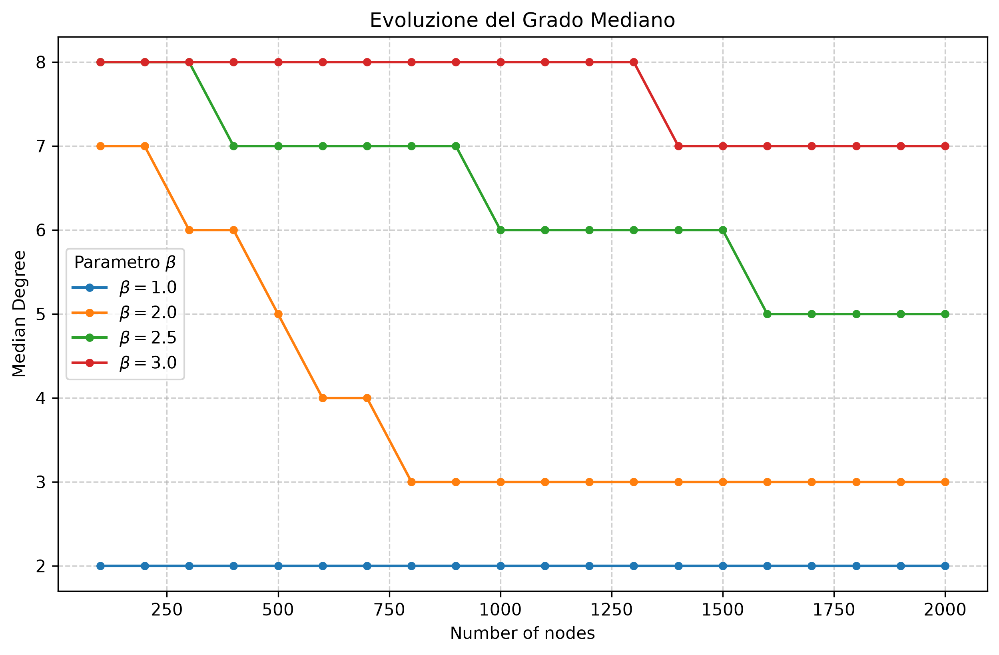 Evoluzione del Grado Mediano
8
7
6
5
4
3
2
Median Degree
Parametro β
β = 1.0
β = 2.0
β = 2.5
β = 3.0
250 500 750 1000 1250 1500 1750 2000
Number of nodes